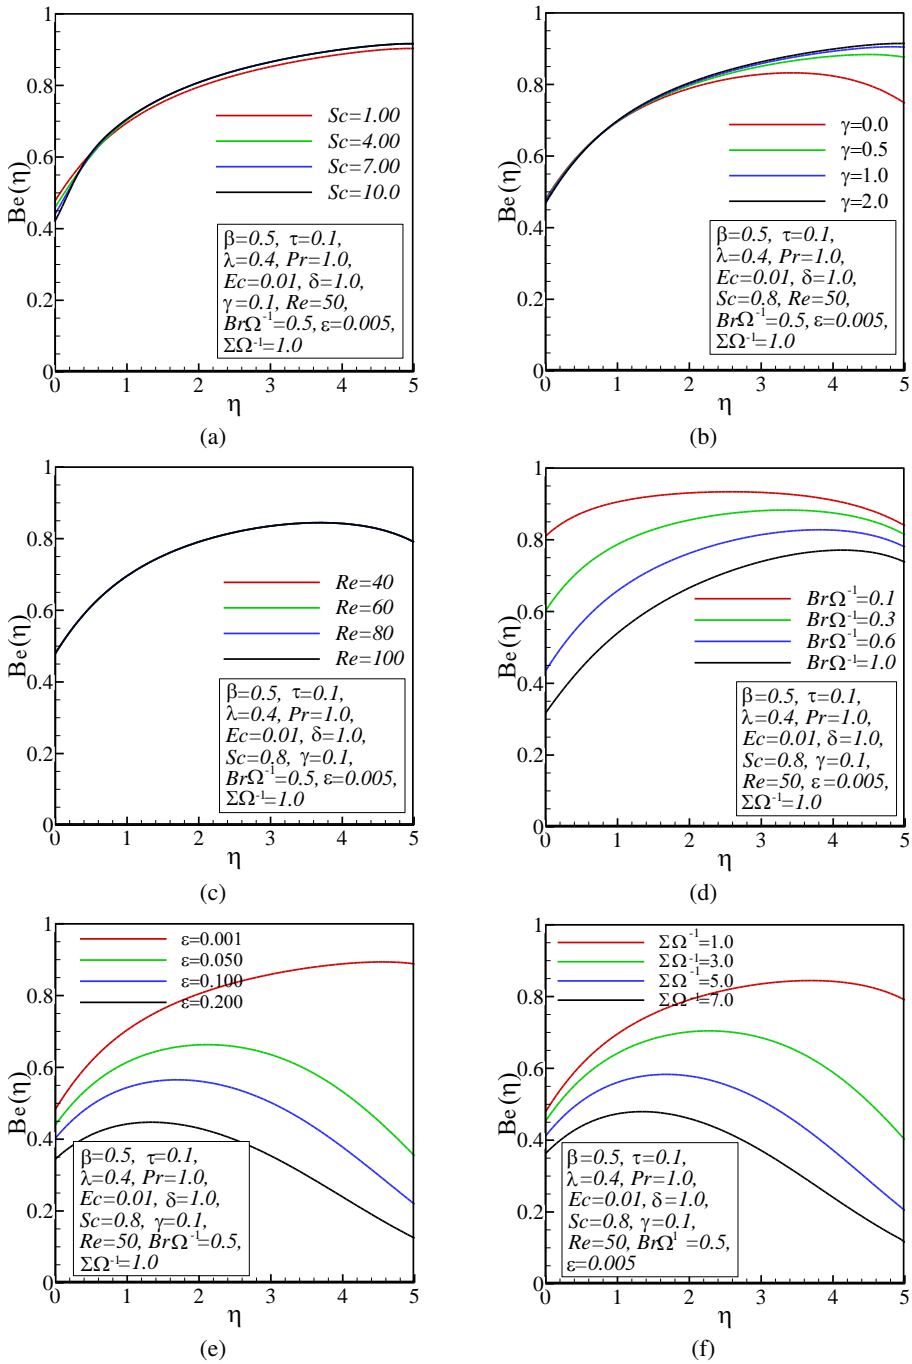 1
0.8
0.6
0.4
0.2
0
0 1 2 3 4 5
Be(η)
η
Sc=1.00
Sc=4.00
Sc=7.00
Sc=10.0
β=0.5, τ=0.1,
λ=0.4, Pr=1.0,
Ec=0.01, δ=1.0,
γ=0.1, Re=50,
BrΩ⁻¹=0.5, ε=0.005,
ΣΩ⁻¹=1.0
(a)
1
0.8
0.6
0.4
0.2
0
0 1 2 3 4 5
Be(η)
η
γ=0.0
γ=0.5
γ=1.0
γ=2.0
β=0.5, τ=0.1,
λ=0.4, Pr=1.0,
Ec=0.01, δ=1.0,
Sc=0.8, Re=50,
BrΩ⁻¹=0.5, ε=0.005,
ΣΩ⁻¹=1.0
(b)
1
0.8
0.6
0.4
0.2
0
0 1 2 3 4 5
Be(η)
η
Re=40
Re=60
Re=80
Re=100
β=0.5, τ=0.1,
λ=0.4, Pr=1.0,
Ec=0.01, δ=1.0,
Sc=0.8, γ=0.1,
BrΩ⁻¹=0.5, ε=0.005,
ΣΩ⁻¹=1.0
(c)
1
0.8
0.6
0.4
0.2
0
0 1 2 3 4 5
Be(η)
η
BrΩ⁻¹=0.1
BrΩ⁻¹=0.3
BrΩ⁻¹=0.6
BrΩ⁻¹=1.0
β=0.5, τ=0.1,
λ=0.4, Pr=1.0,
Ec=0.01, δ=1.0,
Sc=0.8, γ=0.1,
Re=50, ε=0.005,
ΣΩ⁻¹=1.0
(d)
1
0.8
0.6
0.4
0.2
0
0 1 2 3 4 5
Be(η)
η
ε=0.001
ε=0.050
ε=0.100
ε=0.200
β=0.5, τ=0.1,
λ=0.4, Pr=1.0,
Ec=0.01, δ=1.0,
Sc=0.8, γ=0.1,
Re=50, BrΩ⁻¹=0.5,
ΣΩ⁻¹=1.0
(e)
1
0.8
0.6
0.4
0.2
0
0 1 2 3 4 5
Be(η)
η
ΣΩ⁻¹=1.0
ΣΩ⁻¹=3.0
ΣΩ⁻¹=5.0
ΣΩ⁻¹=7.0
β=0.5, τ=0.1,
λ=0.4, Pr=1.0,
Ec=0.01, δ=1.0,
Sc=0.8, γ=0.1,
Re=50, BrΩ¹=0.5,
ε=0.005
(f)